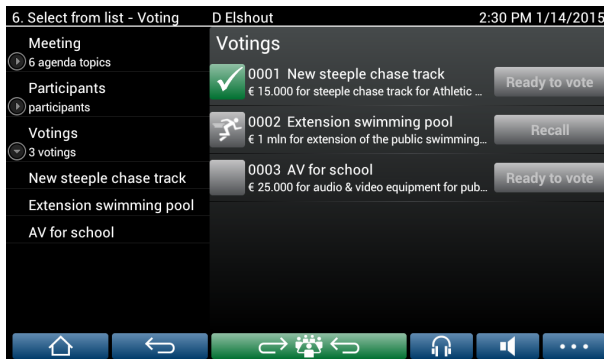 6. Select from list - Voting
D Elshout
2:30 PM 1/14/2015
Meeting
6 agenda topics
Participants
participants
Votings
3 votings
New steeple chase track
Extension swimming pool
AV for school
Votings
0001 New steeple chase track
€ 15.000 for steeple chase track for Athletic ...
Ready to vote
0002 Extension swimming pool
€ 1 mln for extension of the public swimming...
Recall
0003 AV for school
€ 25.000 for audio & video equipment for pub...
Ready to vote